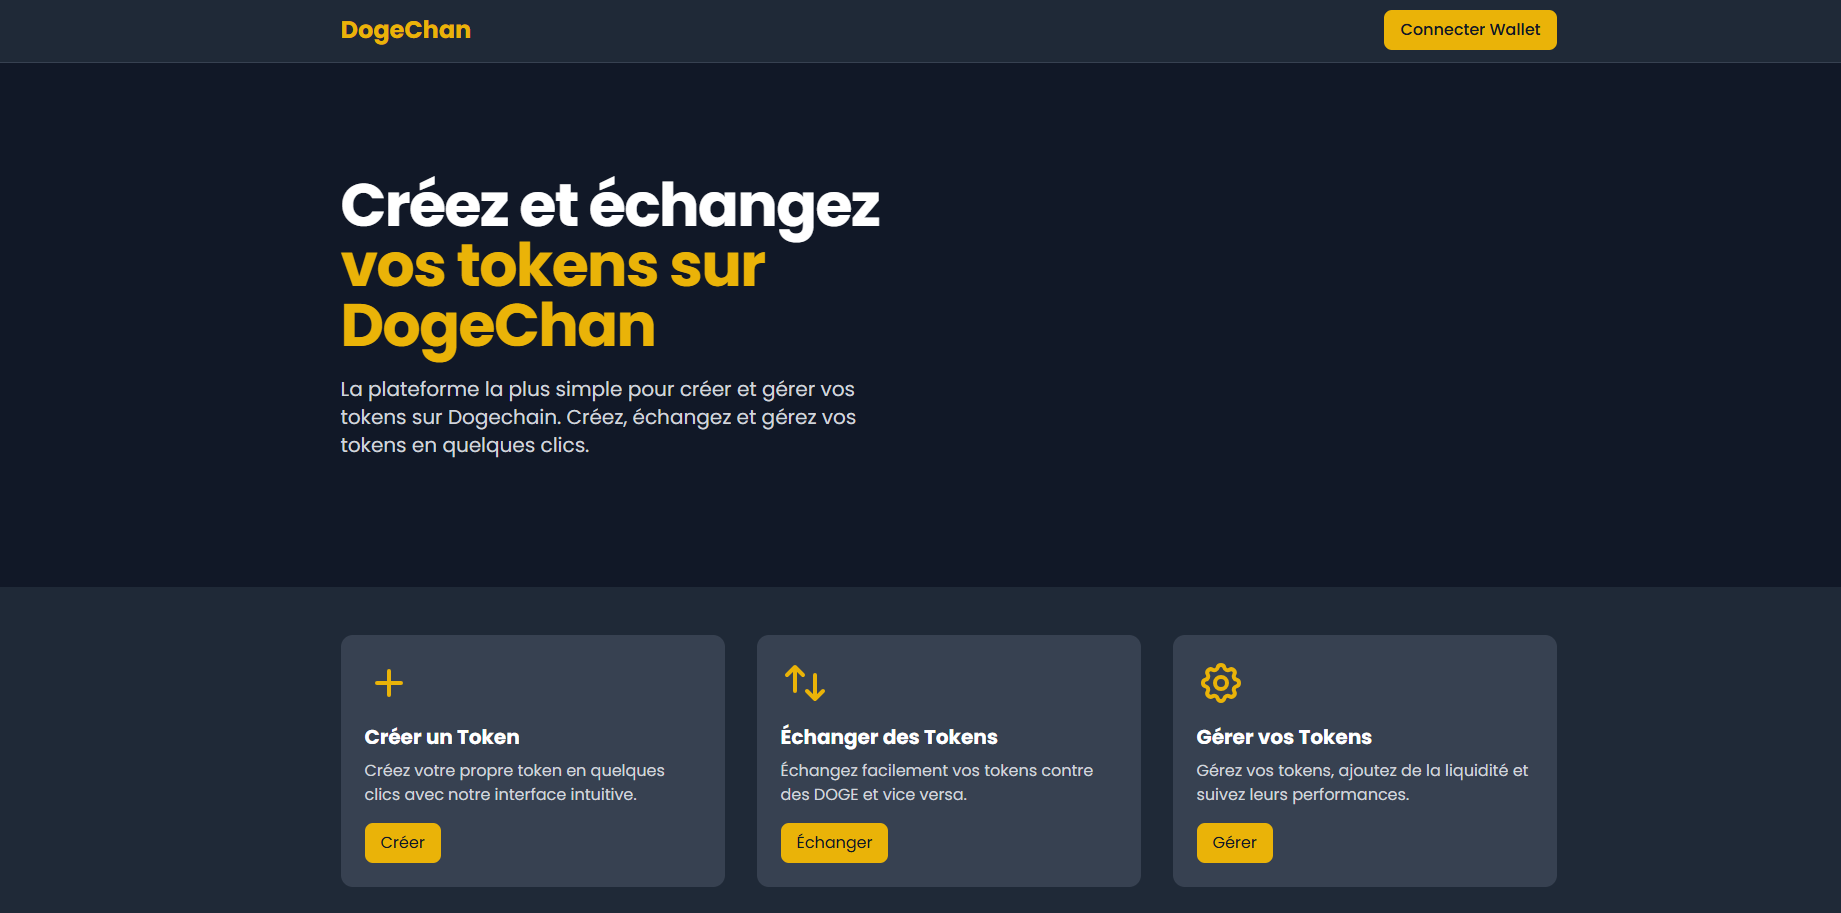 DogeChan
Connecter Wallet
Créez et échangez
vos tokens sur
DogeChan
La plateforme la plus simple pour créer et gérer vos
tokens sur Dogechain. Créez, échangez et gérez vos
tokens en quelques clics.
Créer un Token
Créez votre propre token en quelques
clics avec notre interface intuitive.
Créer
Échanger des Tokens
Échangez facilement vos tokens contre
des DOGE et vice versa.
Échanger
Gérer vos Tokens
Gérez vos tokens, ajoutez de la liquidité et
suivez leurs performances.
Gérer